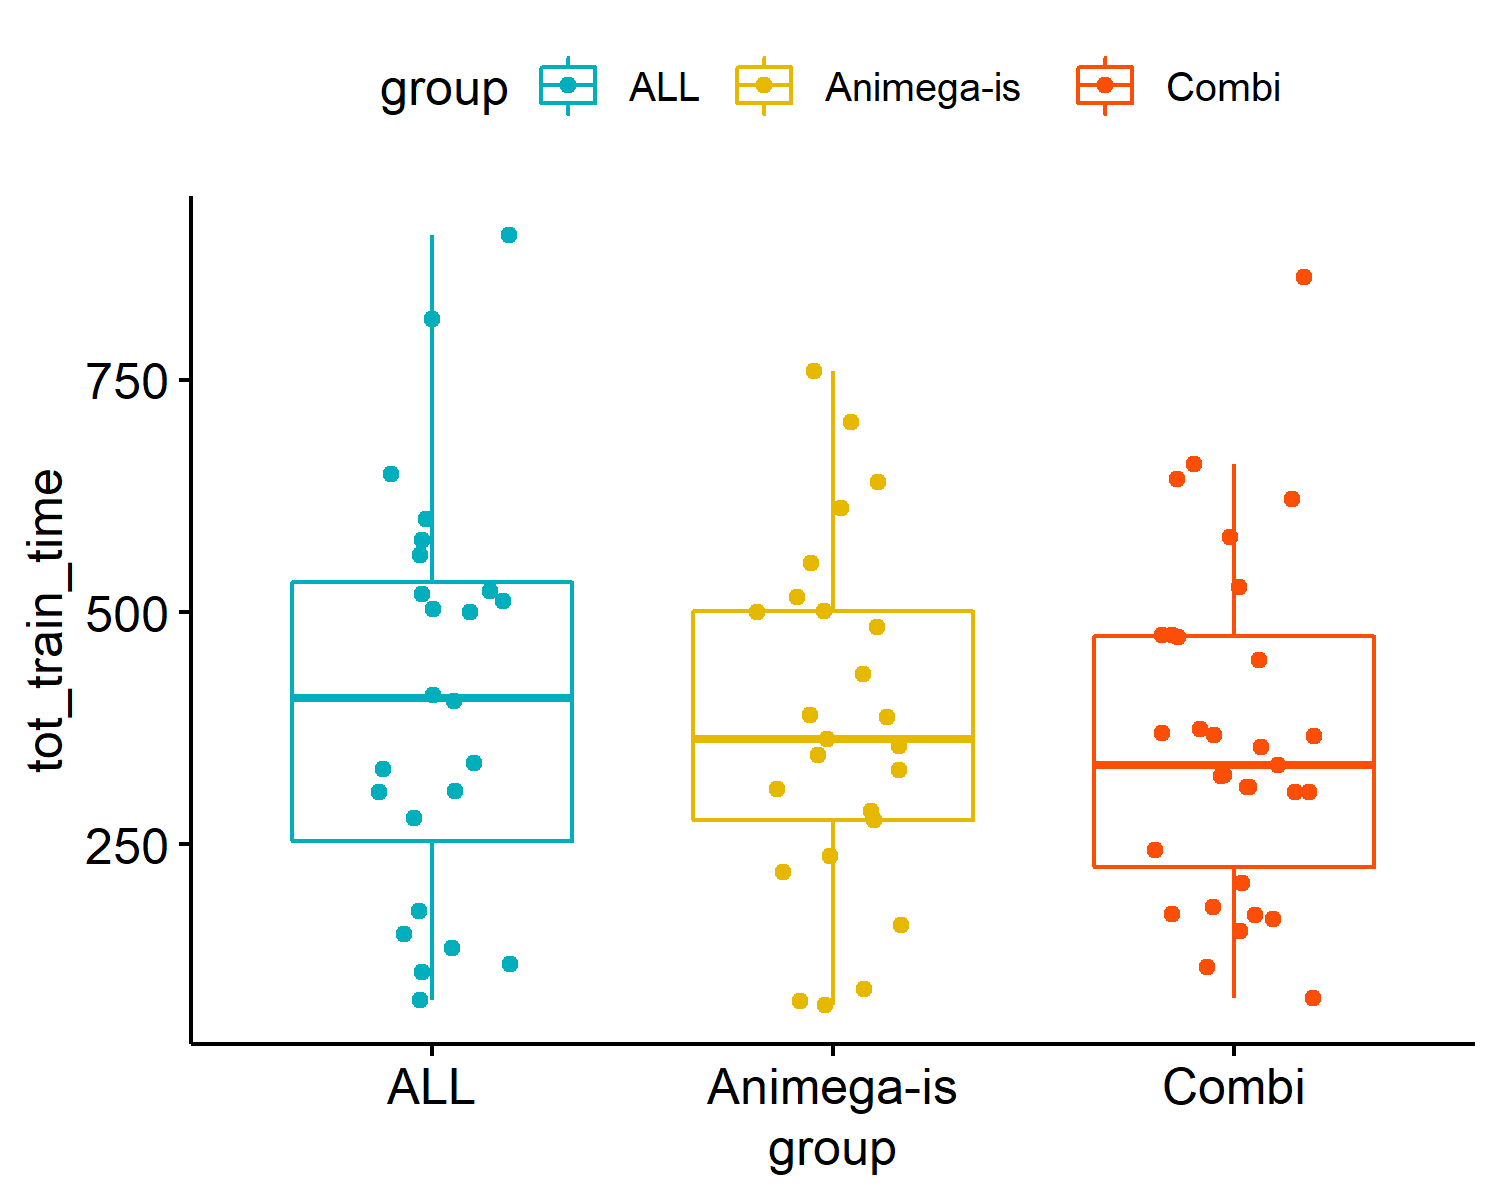 group ALL Animega-is Combi
tot_train_time
750
500
250
ALL Animega-is Combi
group